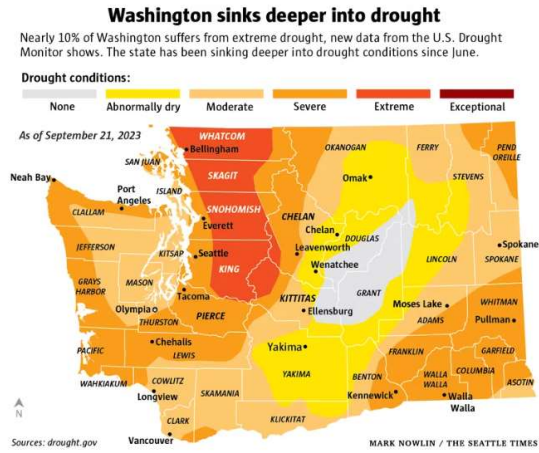 Washington sinks deeper into drought
Nearly 10% of Washington suffers from extreme drought, new data from the U.S. Drought
Monitor shows. The state has been sinking deeper into drought conditions since June.
Drought conditions:
None
Abnormally dry
Moderate
Severe
Extreme
Exceptional
As of September 21, 2023
WHATCOM
Bellingham
SAN JUAN
OKANOGAN
FERRY
PEND
OREILLE
Neah Bay
SKAGIT
Omak
STEVENS
Port
Angeles
ISLAND
CLALLAM
SNOHOMISH
Everett
CHELAN
Chelan
DOUGLAS
JEFFERSON
KITSAP
Seattle
Leavenworth
Spokane
LINCOLN
SPOKANE
KING
Wenatchee
GRAYS
HARBOR
MASON
Tacoma
GRANT
Olympia
KITTITAS
Moses Lake
WHITMAN
THURSTON
PIERCE
Ellensburg
ADAMS
Pullman
Chehalis
Yakima
PACIFIC
LEWIS
FRANKLIN
GARFIELD
WAHKIAKUM
COWLITZ
YAKIMA
BENTON
WALLA
WALLA
COLUMBIA
ASOTIN
Longview
SKAMANIA
Kennewick
Walla
Walla
N
CLARK
KLICKITAT
Vancouver
Sources: drought.gov
MARK NOWLIN / THE SEATTLE TIMES